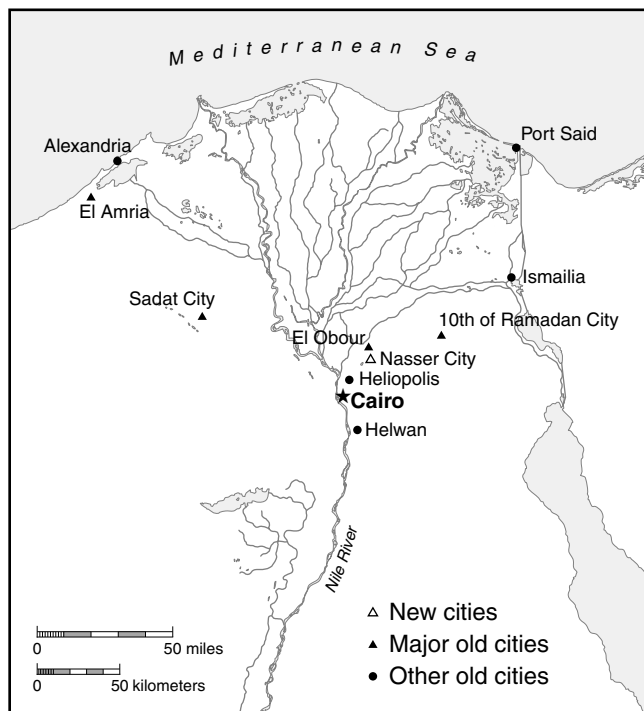 Mediterranean Sea
Alexandria
Port Said
El Amria
Ismailia
Sadat City
10th of Ramadan City
El Obour
Nasser City
Heliopolis
Cairo
Helwan
Nile River
New cities
Major old cities
Other old cities
0 50 miles
0 50 kilometers